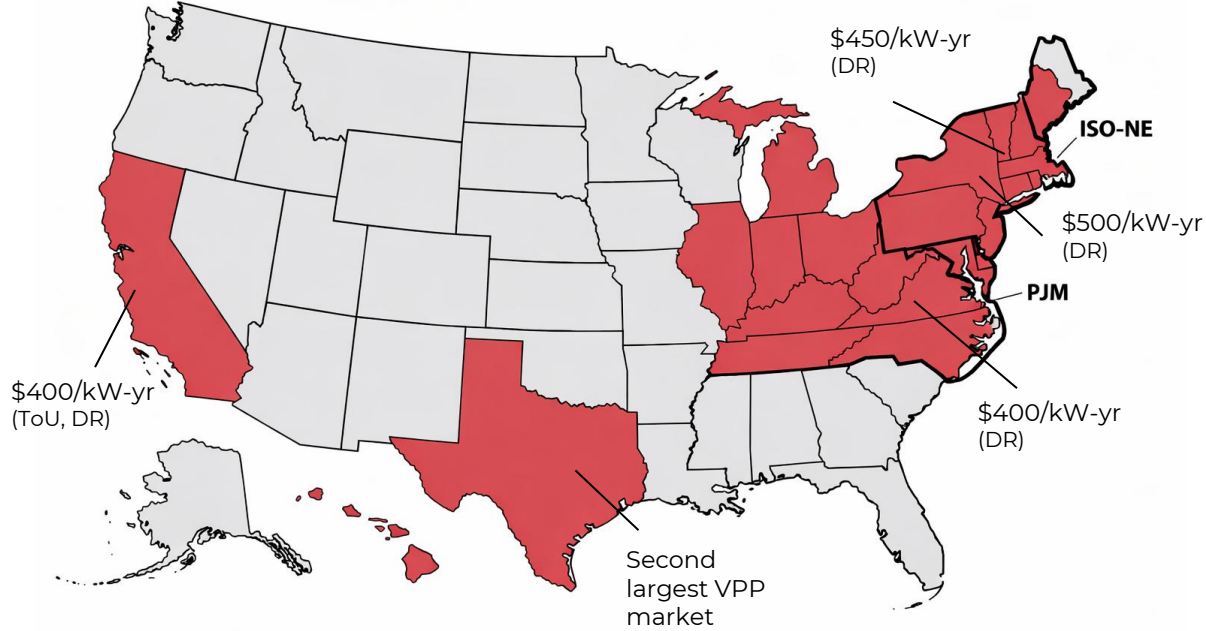 $450/kW-yr
(DR)
ISO-NE
$500/kW-yr
(DR)
PJM
$400/kW-yr
(ToU, DR)
$400/kW-yr
(DR)
Second
largest VPP
market